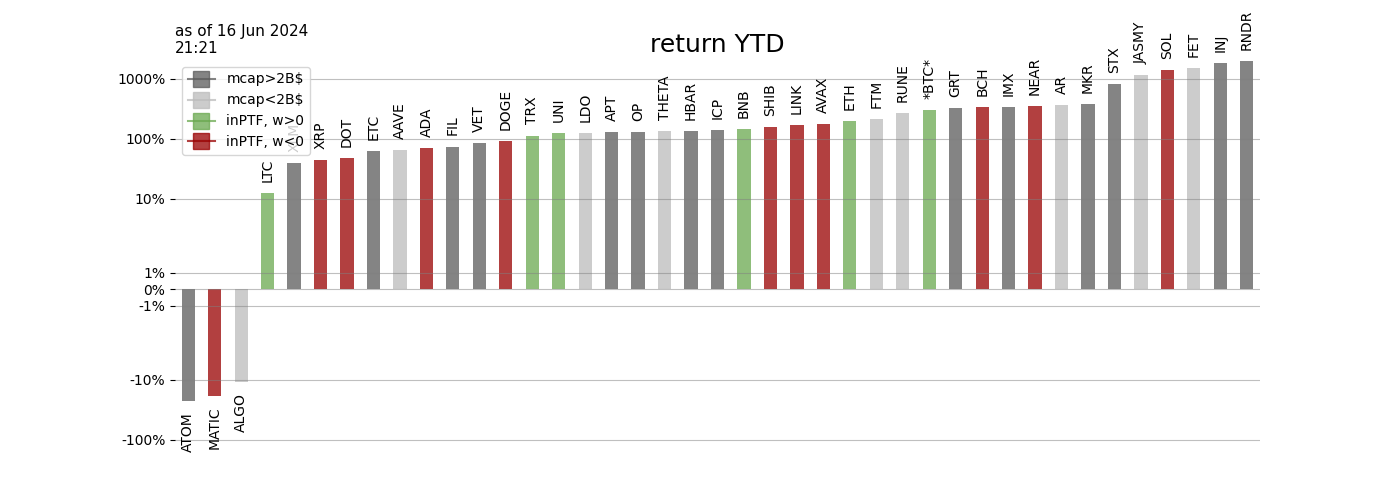 as of 16 Jun 2024
21:21
return YTD
mcap>2B$
mcap<2B$
inPTF, w>0
inPTF, w<0
1000%
100%
10%
1%
0%
-1%
-10%
-100%
ATOM
MATIC
ALGO
LTC
XRP
DOT
ETC
AAVE
ADA
FIL
VET
DOGE
TRX
UNI
LDO
APT
OP
THETA
HBAR
ICP
BNB
SHIB
LINK
AVAX
ETH
FTM
RUNE
*BTC*
GRT
BCH
IMX
NEAR
AR
MKR
STX
JASMY
SOL
FET
INJ
RNDR